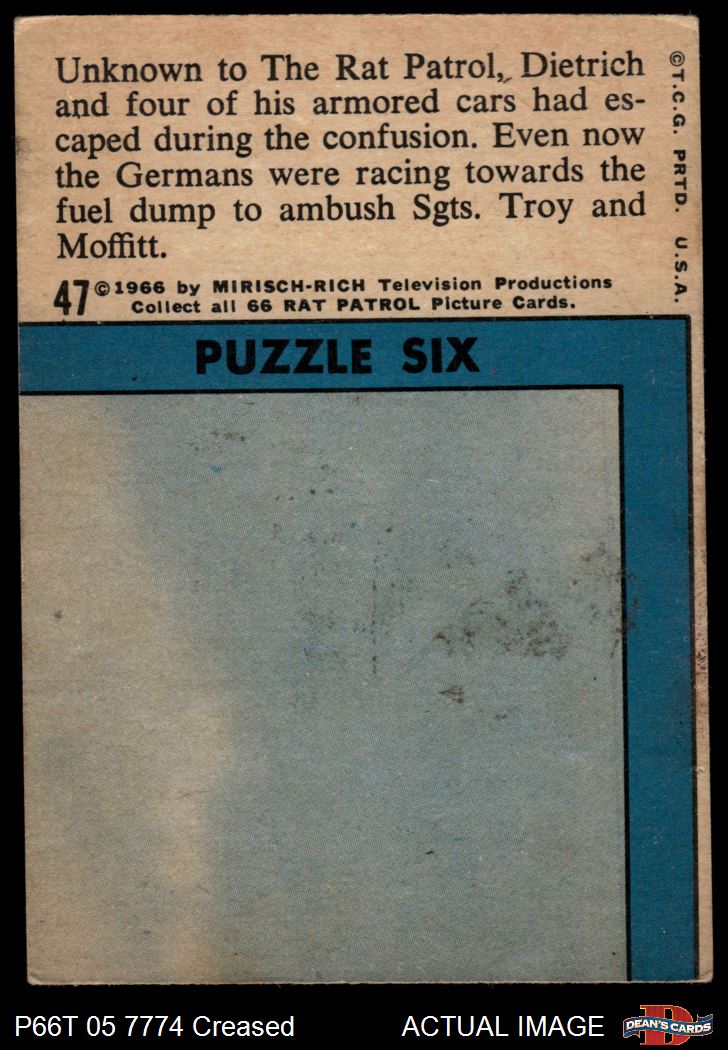 Unknown to The Rat Patrol, Dietrich
and four of his armored cars had es-
caped during the confusion. Even now
the Germans were racing towards the
fuel dump to ambush Sgts. Troy and
Moffitt.
47 ©1966 by MIRISCH-RICH Television Productions
Collect all 66 RAT PATROL Picture Cards.
©T.C.G. PRTD. U.S.A.
PUZZLE SIX
P66T 05 7774 Creased
ACTUAL IMAGE
D
DEAN'S CARDS